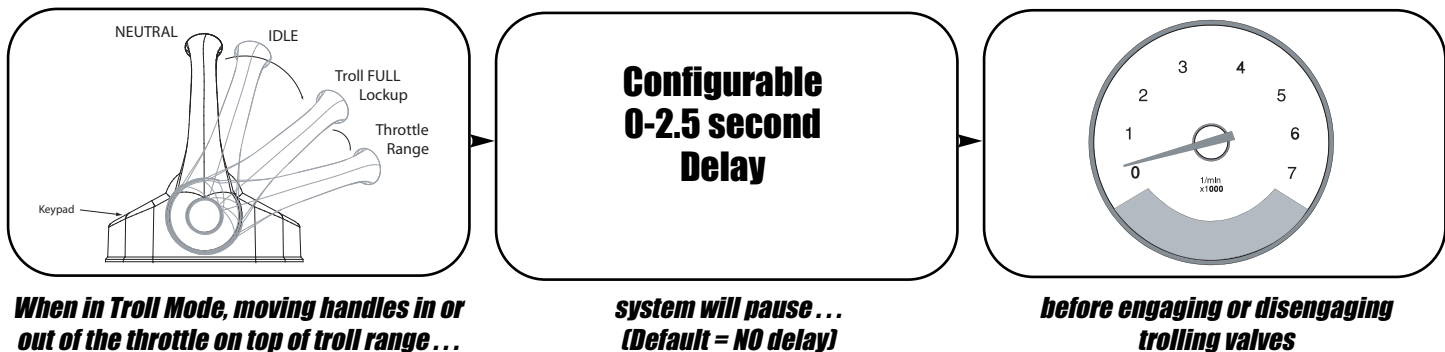 NEUTRAL
IDLE
Troll FULL
Lockup
Throttle
Range
Keypad
When in Troll Mode, moving handles in or
out of the throttle on top of troll range . . .
Configurable
0-2.5 second
Delay
system will pause . . .
(Default = NO delay)
0
1
2
3
4
5
6
7
1/min
x1000
before engaging or disengaging
trolling valves